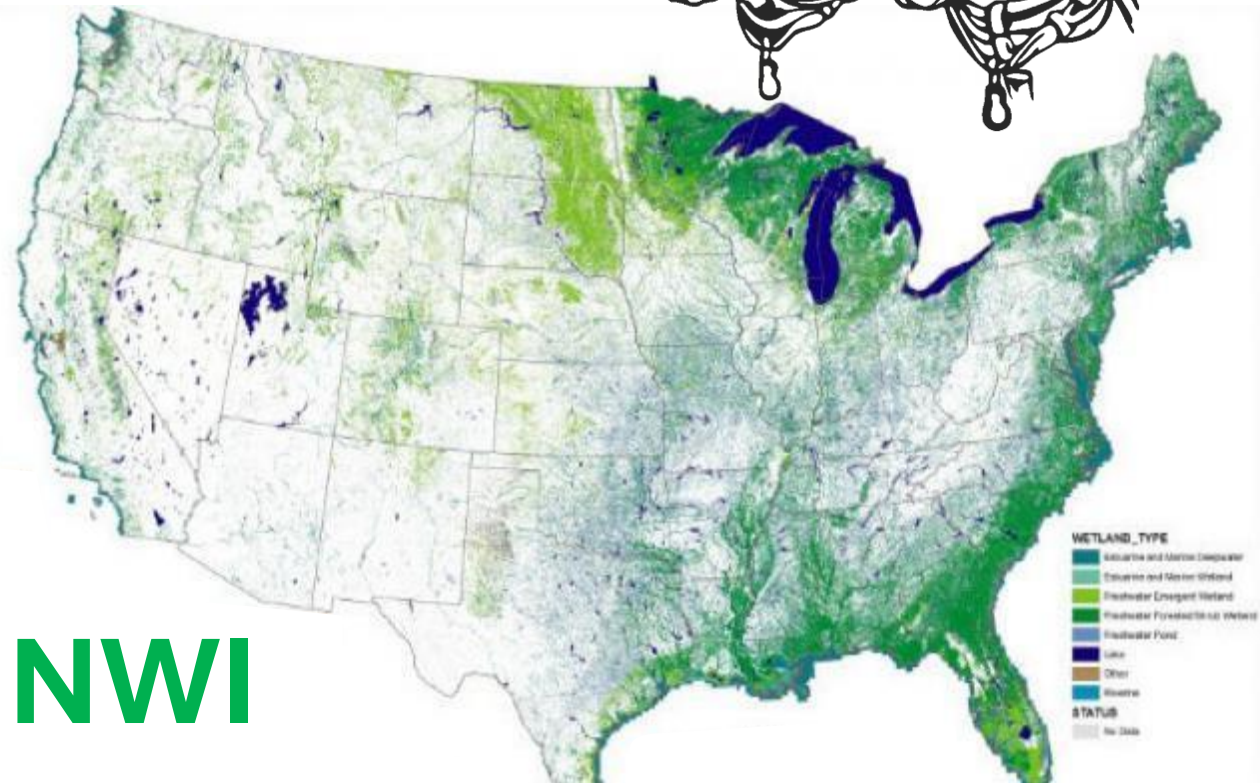 NWI
WETLAND_TYPE
Estuarine and Marine Deepwater
Estuarine and Marine Wetland
Freshwater Emergent Wetland
Freshwater Forested/Shrub Wetland
Freshwater Pond
Lake
Other
Riverine
STATUS
No Data